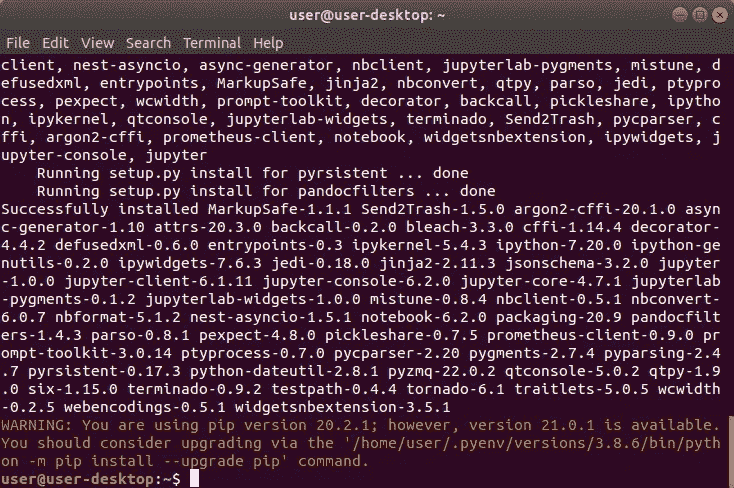 user@user-desktop: ~
File Edit View Search Terminal Help
client, nest-asyncio, async-generator, nbclient, jupyterlab-pygments, mistune, d
efusedxml, entrypoints, MarkupSafe, jinja2, nbconvert, qtpy, parso, jedi, ptypro
cess, pexpect, wcwidth, prompt-toolkit, decorator, backcall, pickleshare, ipytho
n, ipykernel, qtconsole, jupyterlab-widgets, terminado, Send2Trash, pycparser, c
ffi, argon2-cffi, prometheus-client, notebook, widgetsnbextension, ipywidgets, j
upyter-console, jupyter
    Running setup.py install for pyrsistent ... done
    Running setup.py install for pandocfilters ... done
Successfully installed MarkupSafe-1.1.1 Send2Trash-1.5.0 argon2-cffi-20.1.0 asyn
c-generator-1.10 attrs-20.3.0 backcall-0.2.0 bleach-3.3.0 cffi-1.14.4 decorator-
4.4.2 defusedxml-0.6.0 entrypoints-0.3 ipykernel-5.4.3 ipython-7.20.0 ipython-ge
nutils-0.2.0 ipywidgets-7.6.3 jedi-0.18.0 jinja2-2.11.3 jsonschema-3.2.0 jupyter
-1.0.0 jupyter-client-6.1.11 jupyter-console-6.2.0 jupyter-core-4.7.1 jupyterlab
-pygments-0.1.2 jupyterlab-widgets-1.0.0 mistune-0.8.4 nbclient-0.5.1 nbconvert-
6.0.7 nbformat-5.1.2 nest-asyncio-1.5.1 notebook-6.2.0 packaging-20.9 pandocfilt
ers-1.4.3 parso-0.8.1 pexpect-4.8.0 pickleshare-0.7.5 prometheus-client-0.9.0 pr
ompt-toolkit-3.0.14 ptyprocess-0.7.0 pycparser-2.20 pygments-2.7.4 pyparsing-2.4
.7 pyrsistent-0.17.3 python-dateutil-2.8.1 pyzmq-22.0.2 qtconsole-5.0.2 qtpy-1.9
.0 six-1.15.0 terminado-0.9.2 testpath-0.4.4 tornado-6.1 traitlets-5.0.5 wcwidth
-0.2.5 webencodings-0.5.1 widgetsnbextension-3.5.1
WARNING: You are using pip version 20.2.1; however, version 21.0.1 is available.
You should consider upgrading via the '/home/user/.pyenv/versions/3.8.6/bin/pyth
on -m pip install --upgrade pip' command.
user@user-desktop:~$